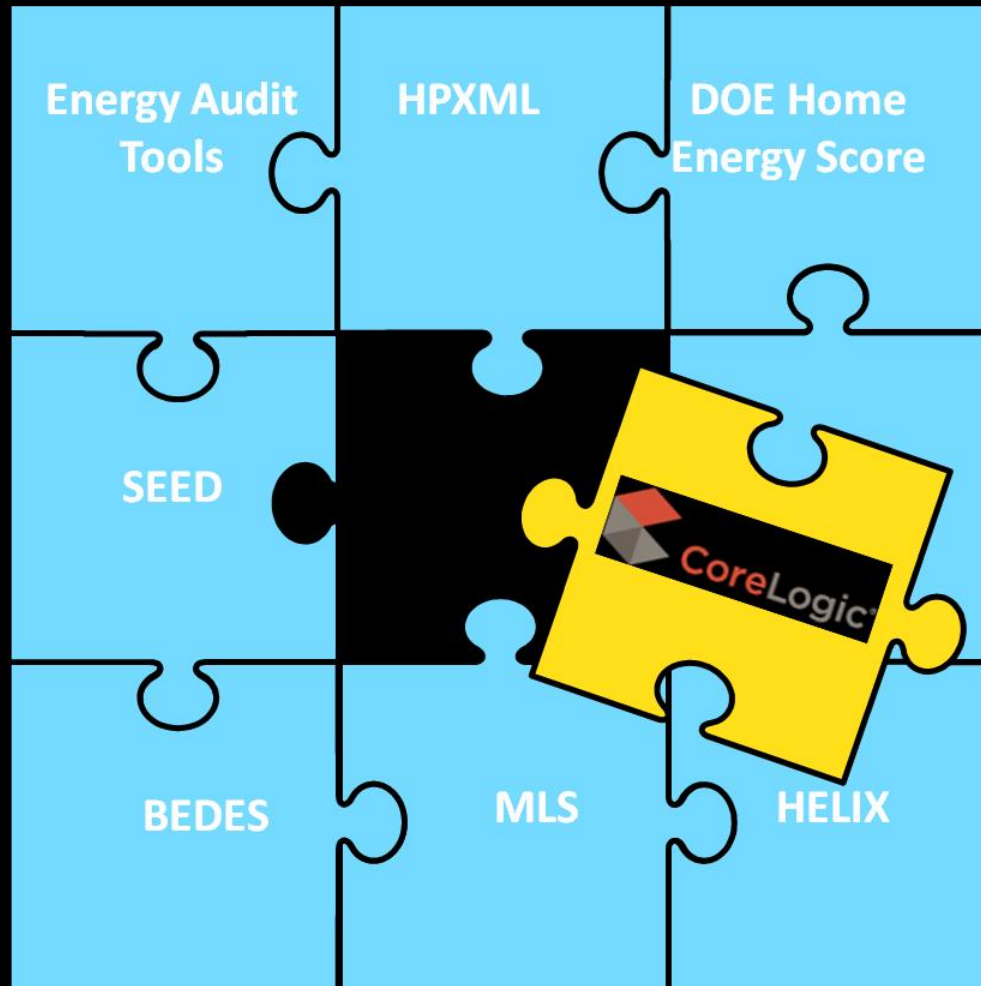 Energy Audit
Tools
HPXML
DOE Home
Energy Score
SEED
CoreLogic®
BEDES
MLS
HELIX